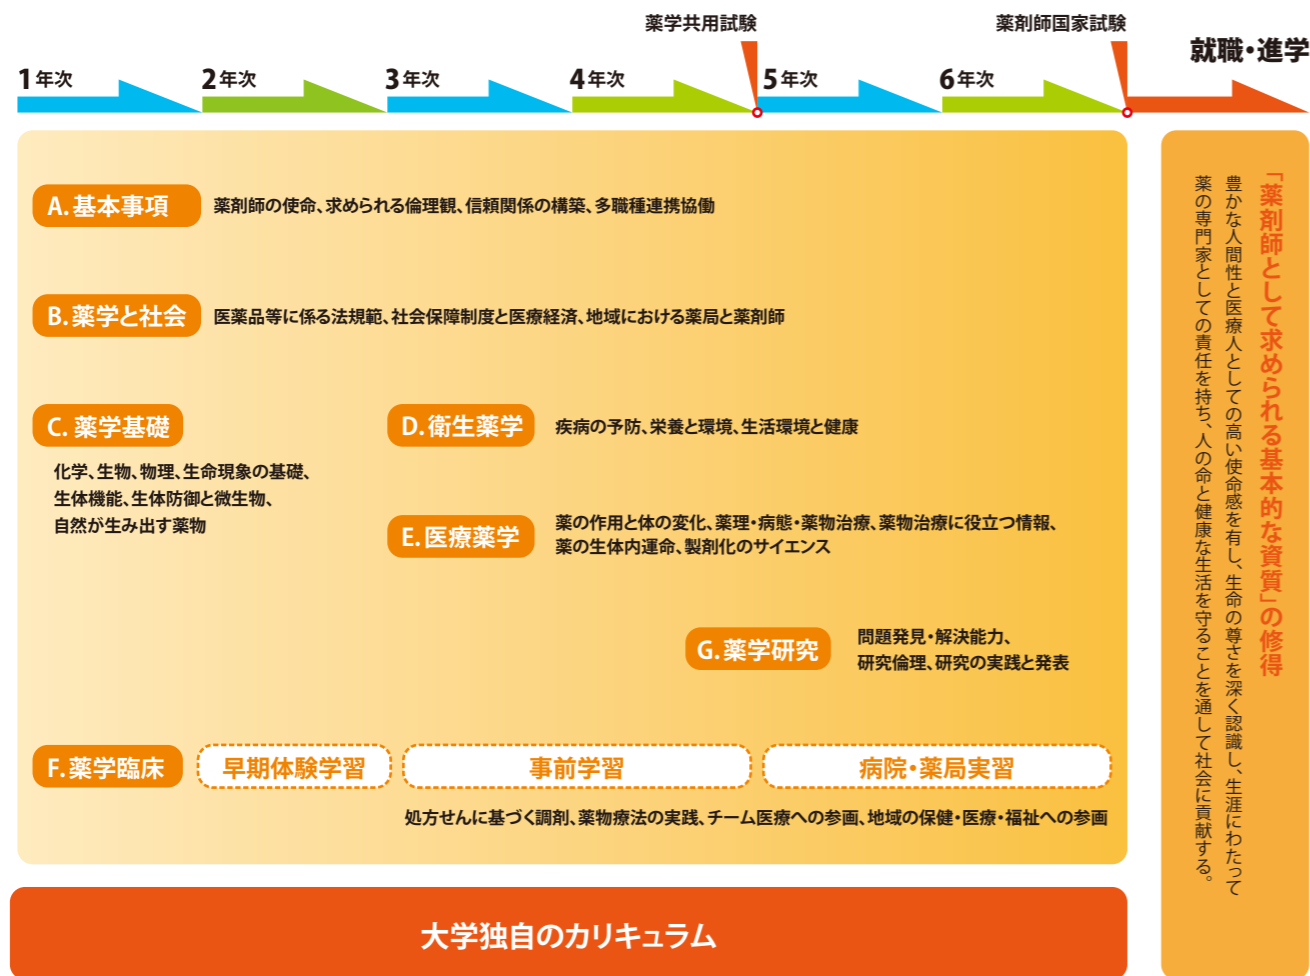 薬学共用試験
薬剤師国家試験
就職・進学
1年次
2年次
3年次
4年次
5年次
6年次
A.基本事項
薬剤師の使命、求められる倫理観、信頼関係の構築、多職種連携協働
B.薬学と社会
医薬品等に係る法規範、社会保障制度と医療経済、地域における薬局と薬剤師
C.薬学基礎
化学、生物、物理、生命現象の基礎、
生体機能、生体防御と微生物、
自然が生み出す薬物
D.衛生薬学
疾病の予防、栄養と環境、生活環境と健康
E.医療薬学
薬の作用と体の変化、薬理・病態・薬物治療、薬物治療に役立つ情報、
薬の生体内運命、製剤化のサイエンス
G.薬学研究
問題発見・解決能力、
研究倫理、研究の実践と発表
F.薬学臨床
早期体験学習
事前学習
病院・薬局実習
処方せんに基づく調剤、薬物療法の実践、チーム医療への参画、地域の保健・医療・福祉への参画
大学独自のカリキュラム
「薬剤師として求められる基本的な資質」の修得
豊かな人間性と医療人としての高い使命感を有し、生命の尊さを深く認識し、生涯にわたって
薬の専門家としての責任を持ち、人の命と健康な生活を守ることを通して社会に貢献する。